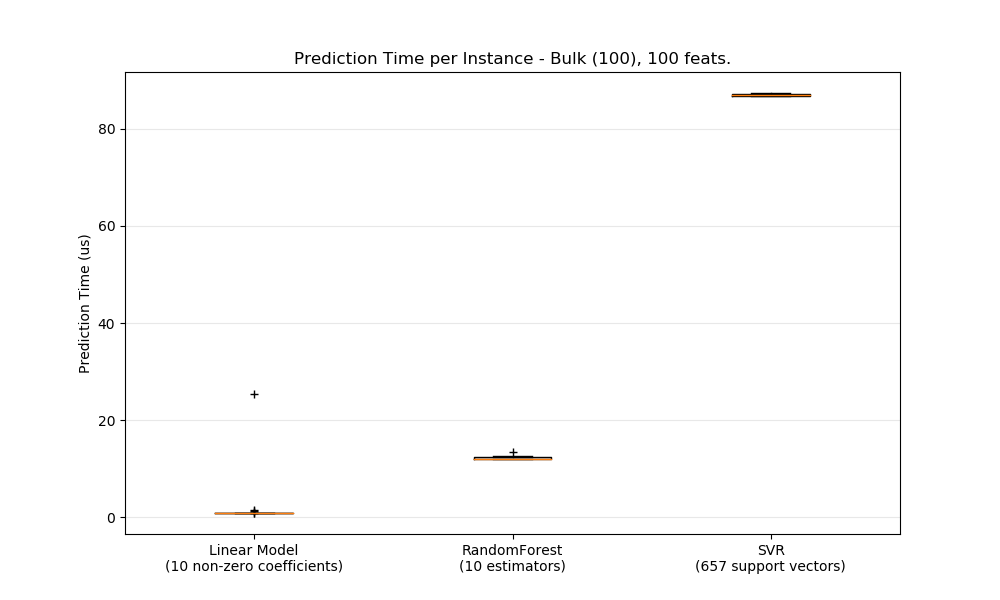 Prediction Time per Instance - Bulk (100), 100 feats.
Prediction Time (us)
80
60
40
20
0
Linear Model
(10 non-zero coefficients)
RandomForest
(10 estimators)
SVR
(657 support vectors)